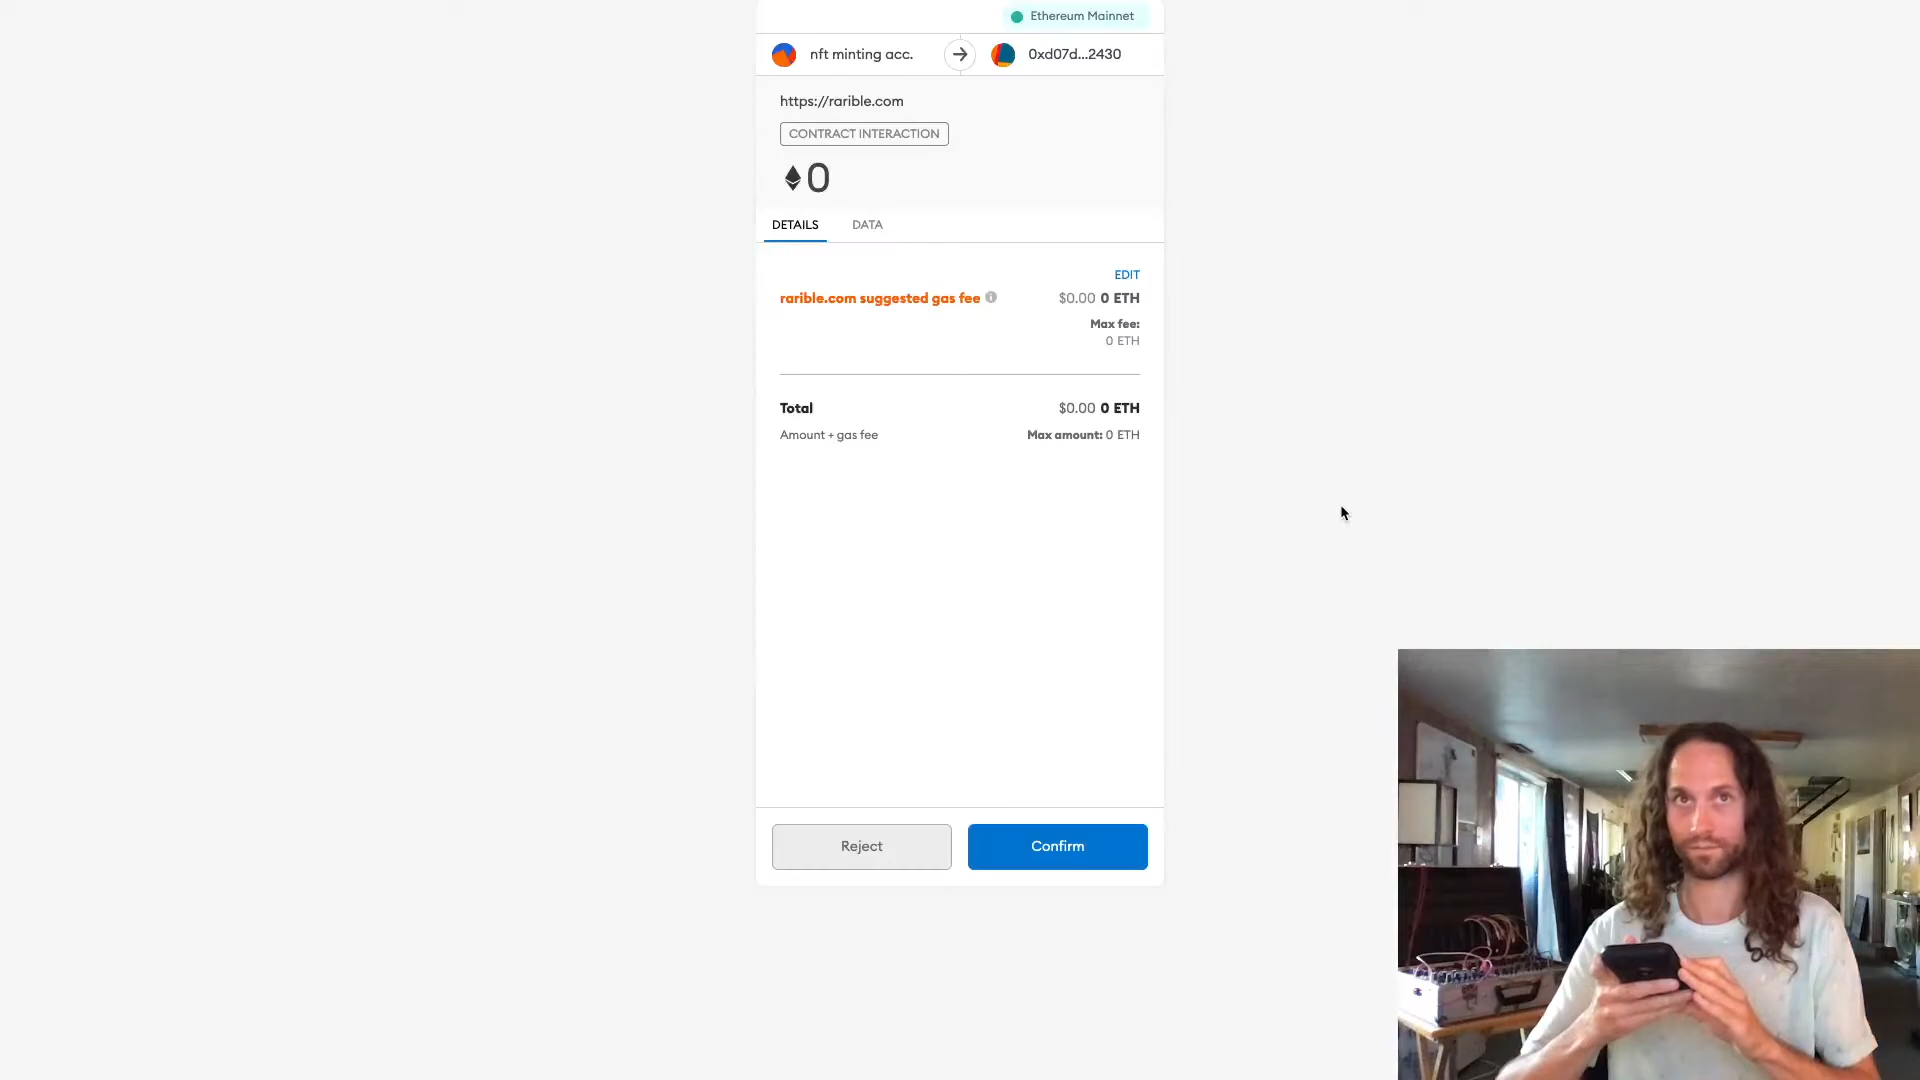 Ethereum Mainnet
nft minting acc.
0xd07d...2430
https://rarible.com
CONTRACT INTERACTION
0
DETAILS
DATA
EDIT
rarible.com suggested gas fee
$0.00 0 ETH
Max fee:
0 ETH
Total
$0.00 0 ETH
Amount + gas fee
Max amount: 0 ETH
Reject
Confirm